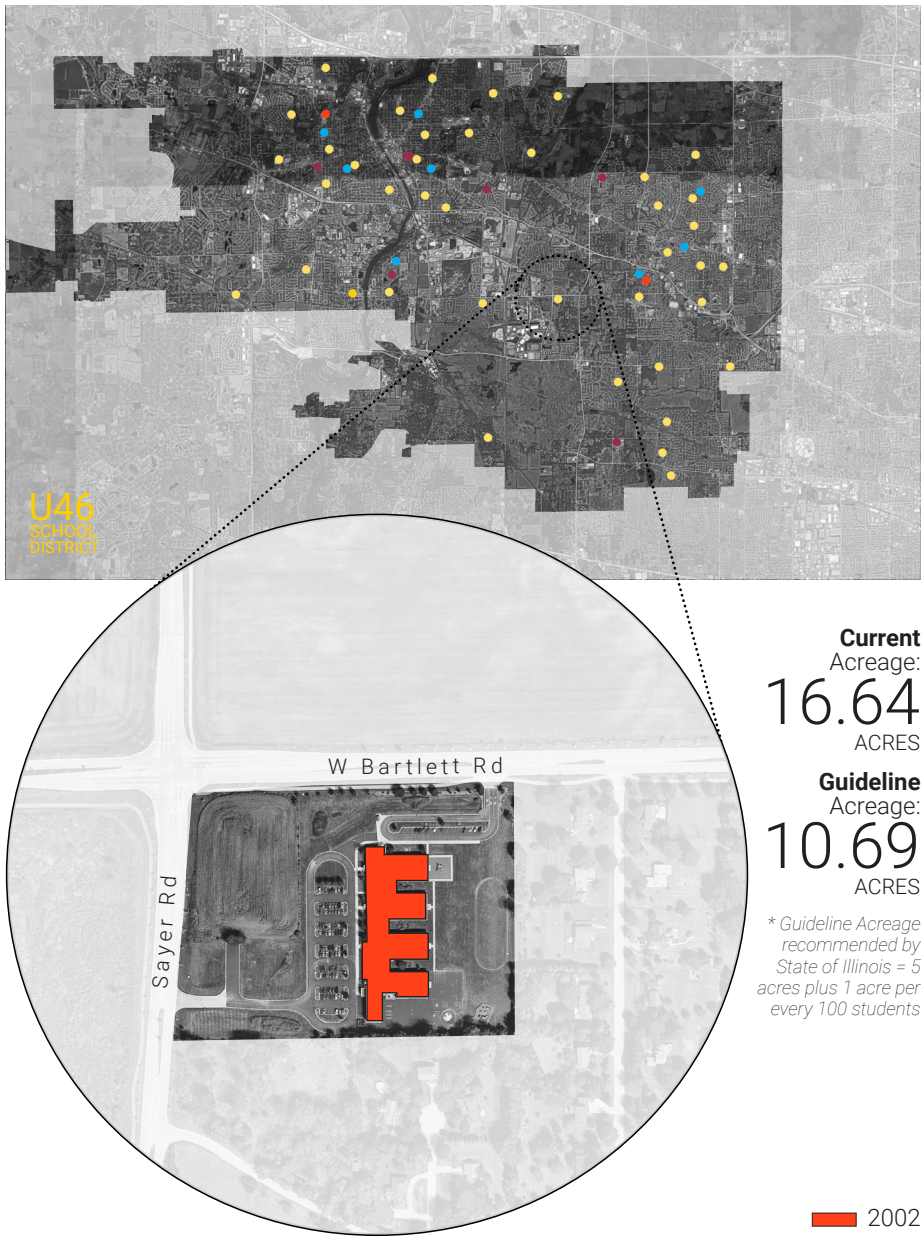 U46
SCHOOL
DISTRICT
Current
Acreage:
16.64
ACRES
W Bartlett Rd
Guideline
Acreage:
10.69
ACRES
Sayer Rd
* Guideline Acreage
recommended by
State of Illinois = 5
acres plus 1 acre per
every 100 students
2002